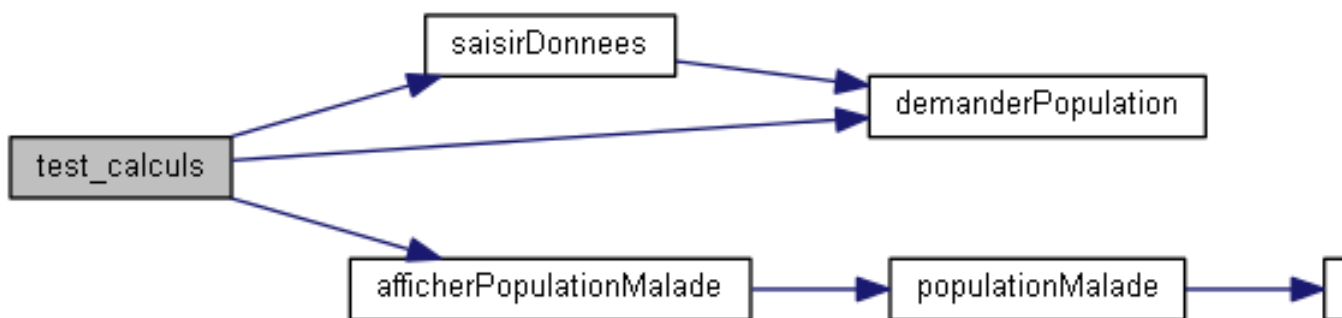 saisirDonnees
demanderPopulation
test_calculs
afficherPopulationMalade
populationMalade